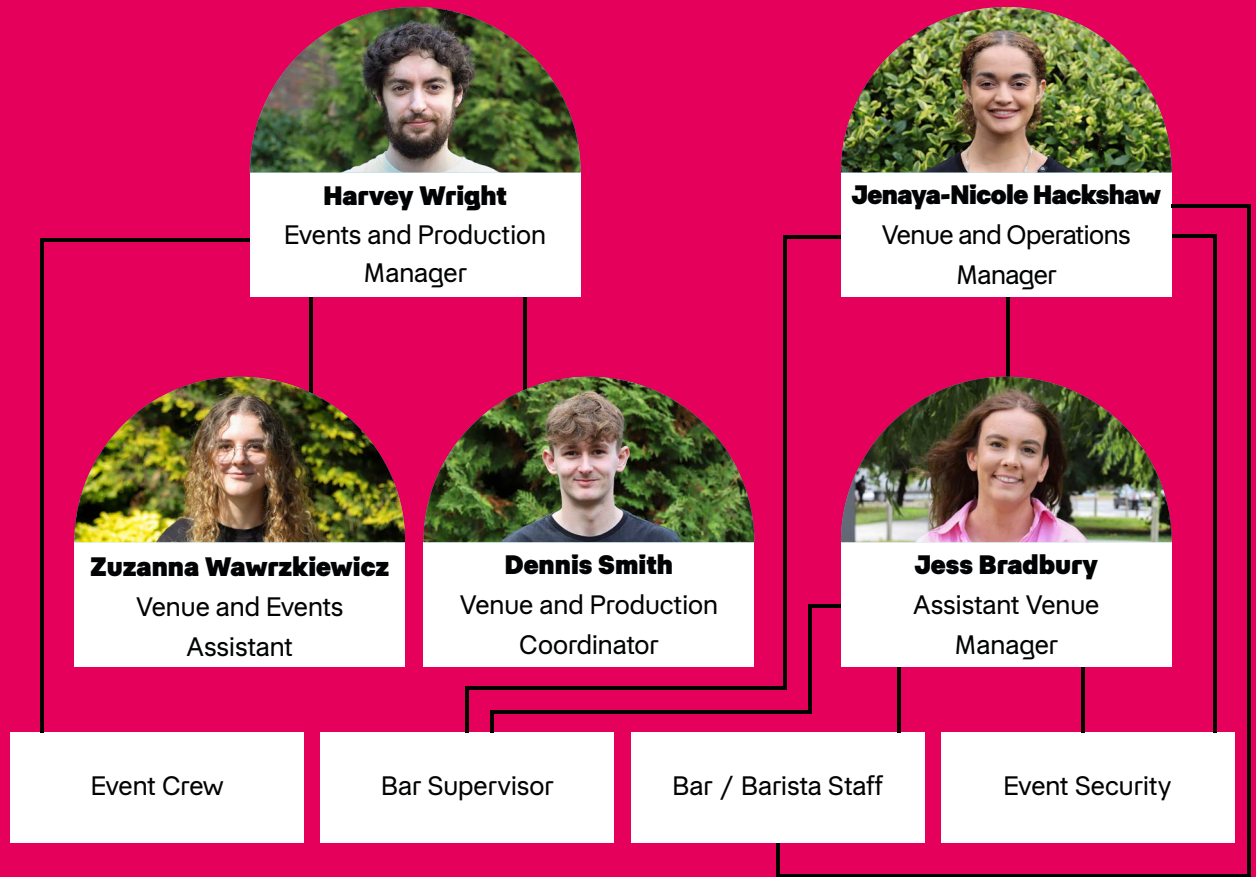 Harvey Wright
Events and Production
Manager
Jenaya-Nicole Hackshaw
Venue and Operations
Manager
Zuzanna Wawrzkiewicz
Venue and Events
Assistant
Dennis Smith
Venue and Production
Coordinator
Jess Bradbury
Assistant Venue
Manager
Event Crew
Bar Supervisor
Bar / Barista Staff
Event Security